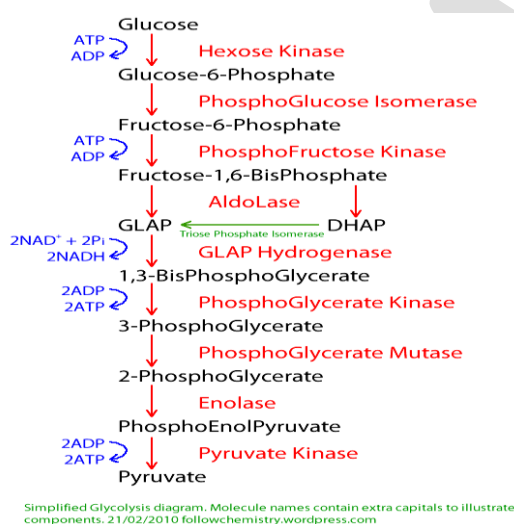 Glucose
ATP
ADP
Hexose Kinase
Glucose-6-Phosphate
PhosphoGlucose Isomerase
Fructose-6-Phosphate
ATP
ADP
PhosphoFructose Kinase
Fructose-1,6-BisPhosphate
AldoLase
GLAP
DHAP
Triose Phosphate Isomerase
2NAD⁺ + 2Pi
2NADH
GLAP Hydrogenase
1,3-BisPhosphoGlycerate
2ADP
2ATP
PhosphoGlycerate Kinase
3-PhosphoGlycerate
PhosphoGlycerate Mutase
2-PhosphoGlycerate
Enolase
PhosphoEnolPyruvate
2ADP
2ATP
Pyruvate Kinase
Pyruvate
Simplified Glycolysis diagram. Molecule names contain extra capitals to illustrate
components. 21/02/2010 followchemistry.wordpress.com